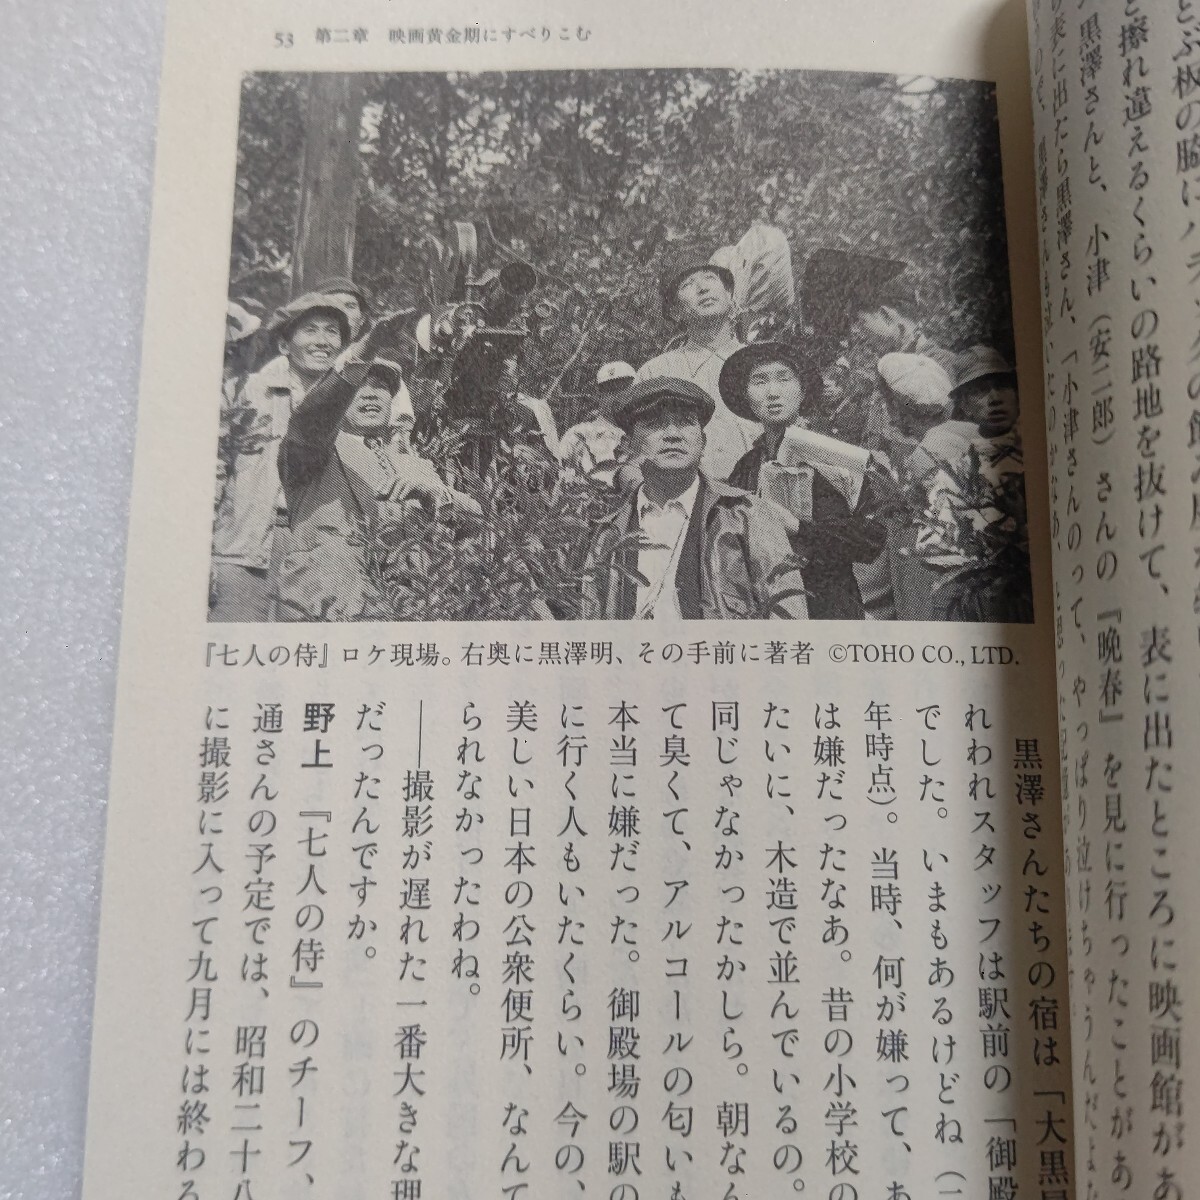 とぶ板の脇に
と擦れ違えるくらいの路地を抜けて、表に出たところに映画館があ
黒澤さんと、小津（安二郎）さんの『晩春』を見に行ったことがあ
表に出たら黒澤さん、「小津さんのって、やっぱり泣けちゃうんだよ
53 第二章 映画黄金期にすべりこむ
『七人の侍』ロケ現場。右奥に黒澤明、その手前に著者 ©TOHO CO., LTD.
黒澤さんたちの宿は「大黒屋
れわれスタッフは駅前の「御殿
でした。いまもあるけどね（二
年時点）。当時、何が嫌って、あ
は嫌だったなあ。昔の小学校の
たいに、木造で並んでいるの。
同じゃなかったかしら。朝なん
て臭くて、アルコールの匂いも
本当に嫌だった。御殿場の駅の
に行く人もいたくらい。今の、
美しい日本の公衆便所、なんて
られなかったわね。
――撮影が遅れた一番大きな理
だったんですか。
野上 『七人の侍』のチーフ、
通さんの予定では、昭和二十八
に撮影に入って九月には終わる